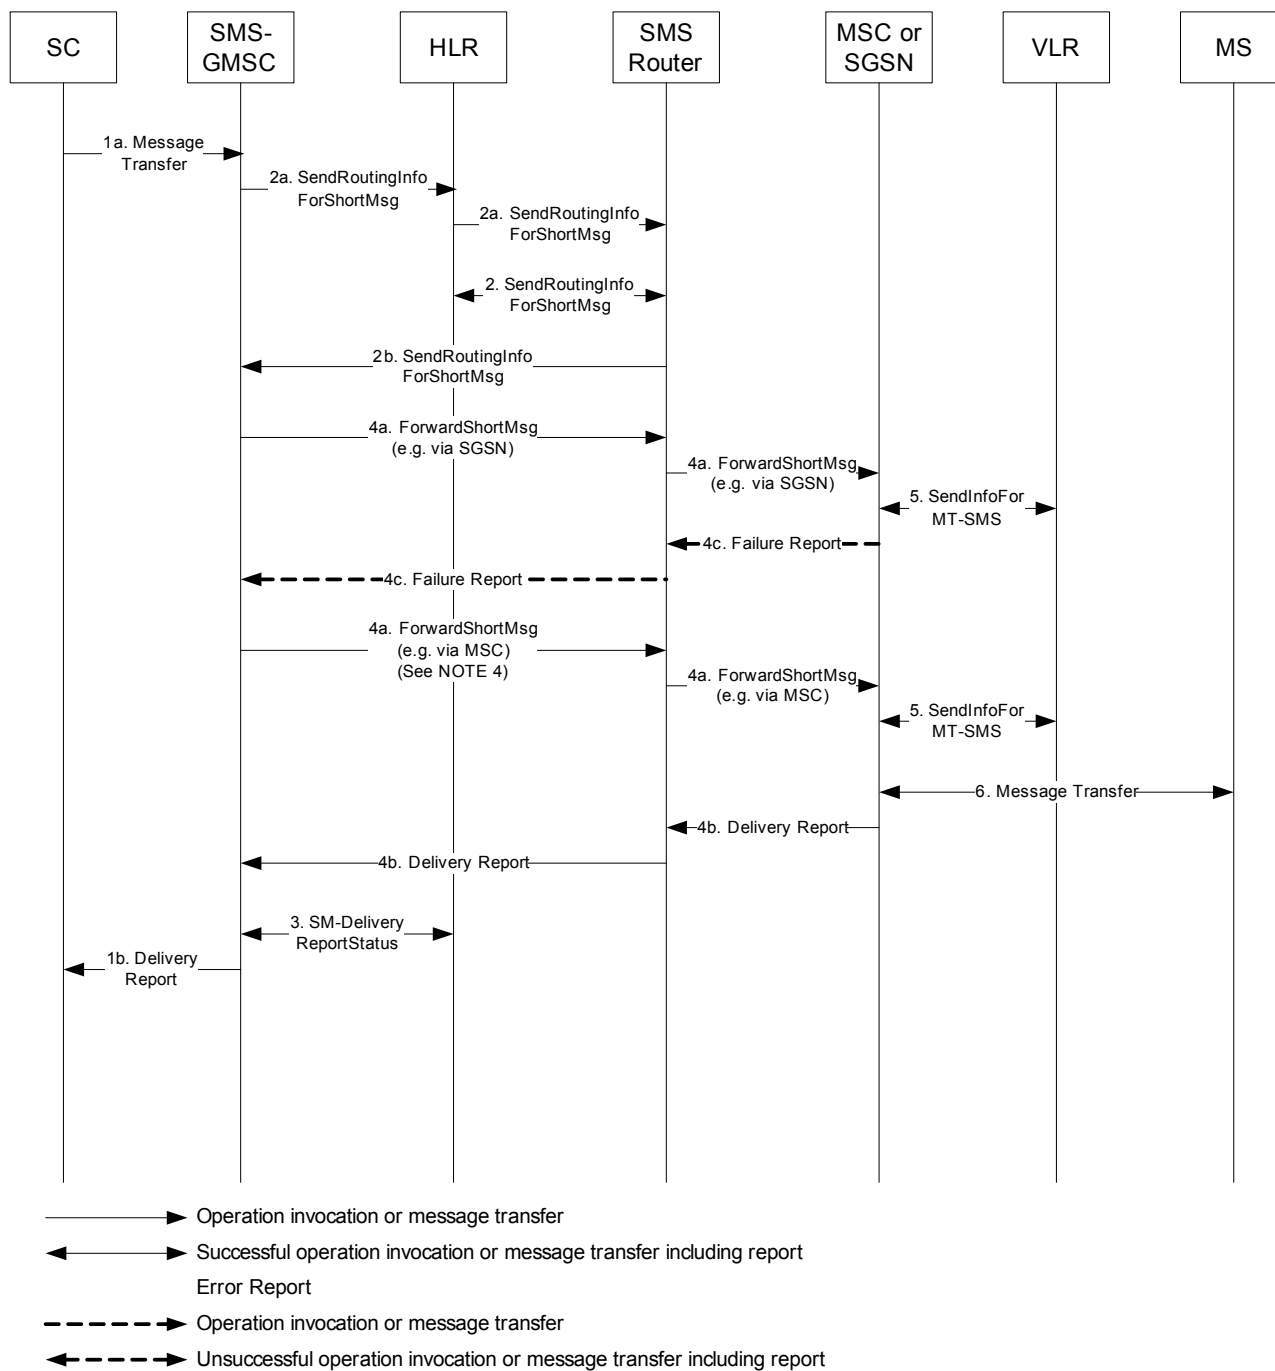 SC
SMS-
GMSC
HLR
SMS
Router
MSC or
SGSN
VLR
MS
1a. Message
Transfer
2a. SendRoutingInfo
ForShortMsg
2a. SendRoutingInfo
ForShortMsg
2. SendRoutingInfo
ForShortMsg
2b. SendRoutingInfo
ForShortMsg
4a. ForwardShortMsg
(e.g. via SGSN)
4a. ForwardShortMsg
(e.g. via SGSN)
5. SendInfoFor
MT-SMS
4c. Failure Report
4c. Failure Report
4a. ForwardShortMsg
(e.g. via MSC)
(See NOTE 4)
4a. ForwardShortMsg
(e.g. via MSC)
5. SendInfoFor
MT-SMS
6. Message Transfer
4b. Delivery Report
4b. Delivery Report
3. SM-Delivery
ReportStatus
1b. Delivery
Report
Operation invocation or message transfer
Successful operation invocation or message transfer including report
Error Report
Operation invocation or message transfer
Unsuccessful operation invocation or message transfer including report